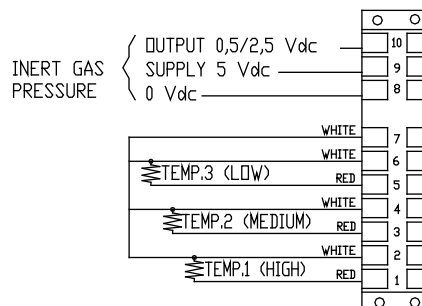 OUTPUT 0,5/2,5 Vdc
INERT GAS
PRESSURE
SUPPLY 5 Vdc
0 Vdc
10
9
8
WHITE 7
WHITE 6
TEMP.3 (LOW)
RED 5
WHITE 4
TEMP.2 (MEDIUM)
RED 3
WHITE 2
TEMP.1 (HIGH)
RED 1